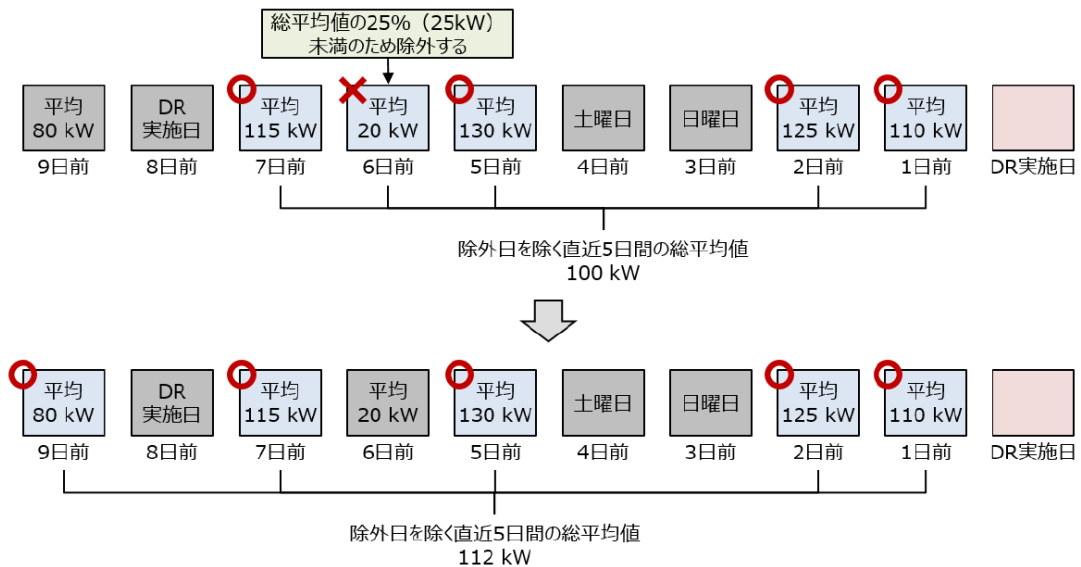 総平均値の25%（25kW）
未満のため除外する
平均
80 kW
DR
実施日
平均
115 kW
平均
20 kW
平均
130 kW
土曜日
日曜日
平均
125 kW
平均
110 kW
9日前
8日前
7日前
6日前
5日前
4日前
3日前
2日前
1日前
DR実施日
除外日を除く直近5日間の総平均値
100 kW
平均
80 kW
DR
実施日
平均
115 kW
平均
20 kW
平均
130 kW
土曜日
日曜日
平均
125 kW
平均
110 kW
9日前
8日前
7日前
6日前
5日前
4日前
3日前
2日前
1日前
DR実施日
除外日を除く直近5日間の総平均値
112 kW